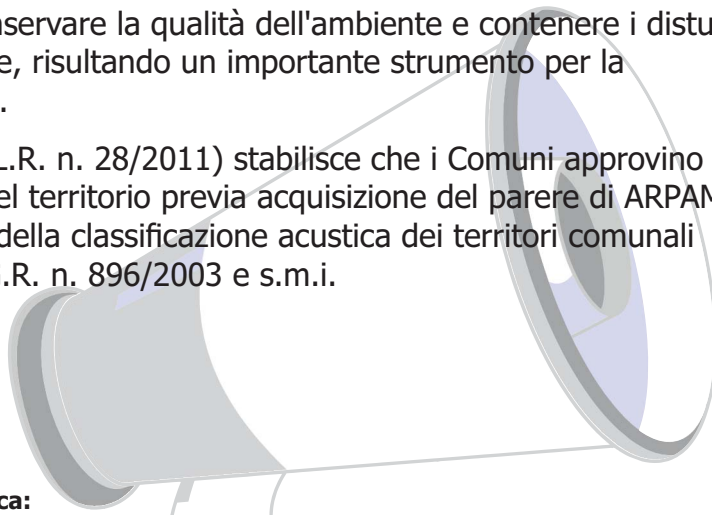 nservare la qualità dell'ambiente e contenere i distu
e, risultando un importante strumento per la
.
L.R. n. 28/2011) stabilisce che i Comuni approvino
el territorio previa acquisizione del parere di ARPAM
della classificazione acustica dei territori comunali
.R. n. 896/2003 e s.m.i.
ca: